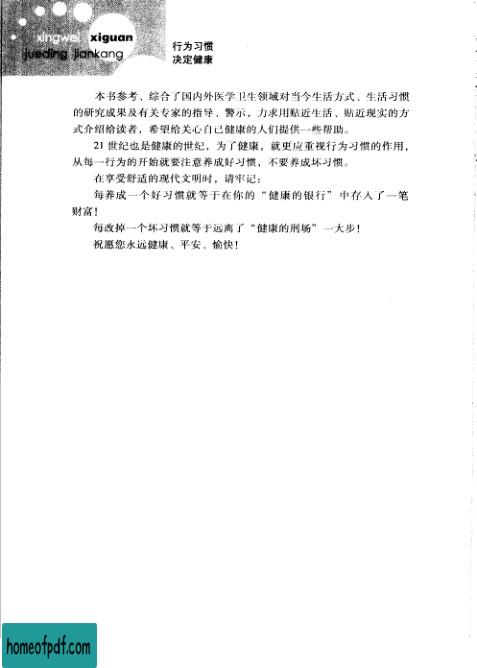 xingwei xiguan
jueding jiankang
行为习惯
决定健康
本书参考、综合了国内外医学卫生领域对当今生活方式、生活习惯
的研究成果及有关专家的指导、警示，力求用贴近生活、贴近现实的方
式介绍给读者，希望给关心自己健康的人们提供一些帮助。
21 世纪也是健康的世纪，为了健康，就更应重视行为习惯的作用，
从每一行为的开始就要注意养成好习惯，不要养成坏习惯。
在享受舒适的现代文明时，请牢记：
每养成一个好习惯就等于在你的“健康的银行”中存入了一笔
财富！
每改掉一个坏习惯就等于远离了“健康的刑场”一大步！
祝愿您永远健康、平安、愉快！
homeofpdf.com